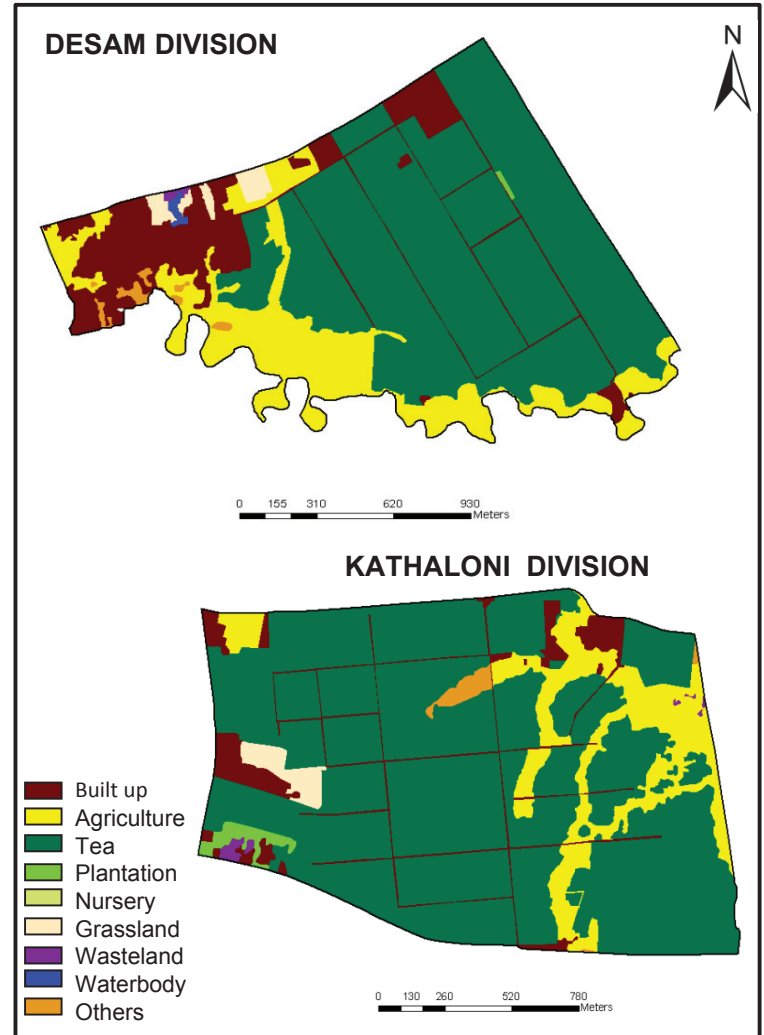 DESAM DIVISION
N
0 155 310 620 930
Meters
KATHALONI DIVISION
Built up
Agriculture
Tea
Plantation
Nursery
Grassland
Wasteland
Waterbody
Others
0 130 260 520 780
Meters